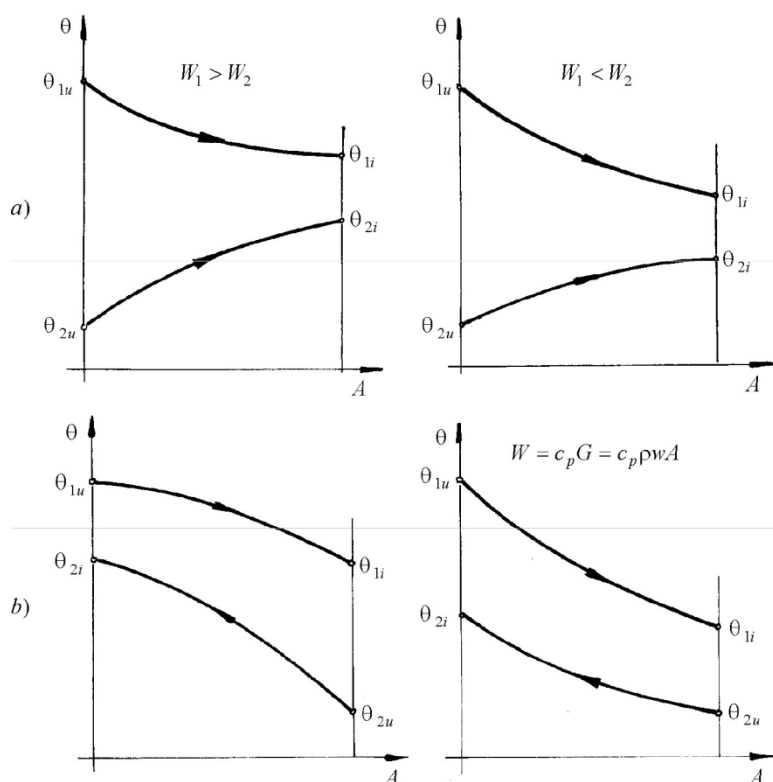 θ
θ
W₁ > W₂
W₁ < W₂
θ₁ᵤ
θ₁ᵤ
θ₁ᵢ
θ₁ᵢ
a)
θ₂ᵢ
θ₂ᵢ
θ₂ᵤ
θ₂ᵤ
A
A
θ
θ
W = cₚG = cₚρwA
θ₁ᵤ
θ₁ᵤ
θ₂ᵢ
θ₁ᵢ
θ₂ᵢ
θ₁ᵢ
b)
θ₂ᵤ
θ₂ᵤ
A
A